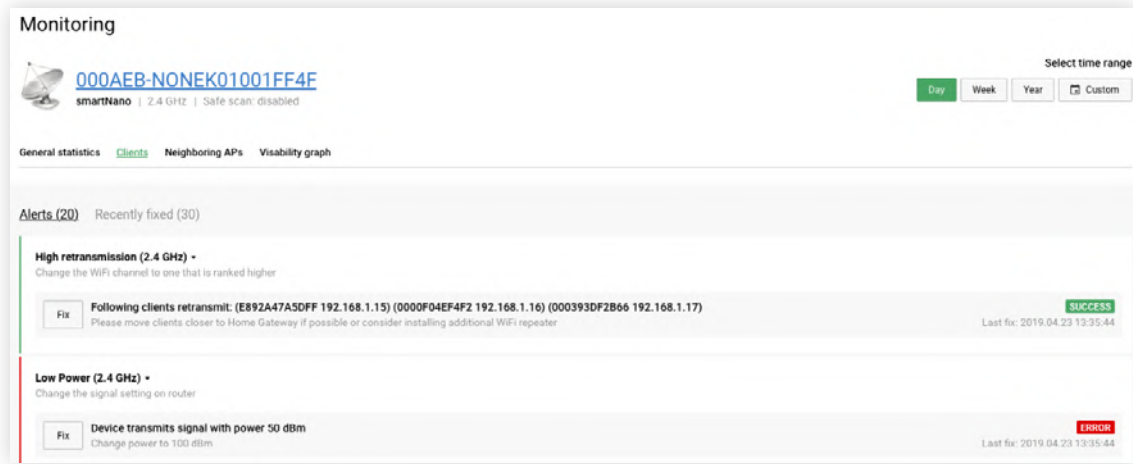 Monitoring
Select time range
000AEB-NONEK01001FF4F
smartNano | 2.4 GHz | Safe scan: disabled
Day Week Year Custom
General statistics Clients Neighboring APs Visability graph
Alerts (20) Recently fixed (30)
High retransmission (2.4 GHz)
Change the WiFi channel to one that is ranked higher
Fix Following clients retransmit: (E892A47A5DFF 192.168.1.15) (0000F04EF4F2 192.168.1.16) (000393DF2B66 192.168.1.17) SUCCESS
Please move clients closer to Home Gateway if possible or consider installing additional WiFi repeater Last fix: 2019.04.23 13:35:44
Low Power (2.4 GHz)
Change the signal setting on router
Fix Device transmits signal with power 50 dBm ERROR
Change power to 100 dBm Last fix: 2019.04.23 13:35:44